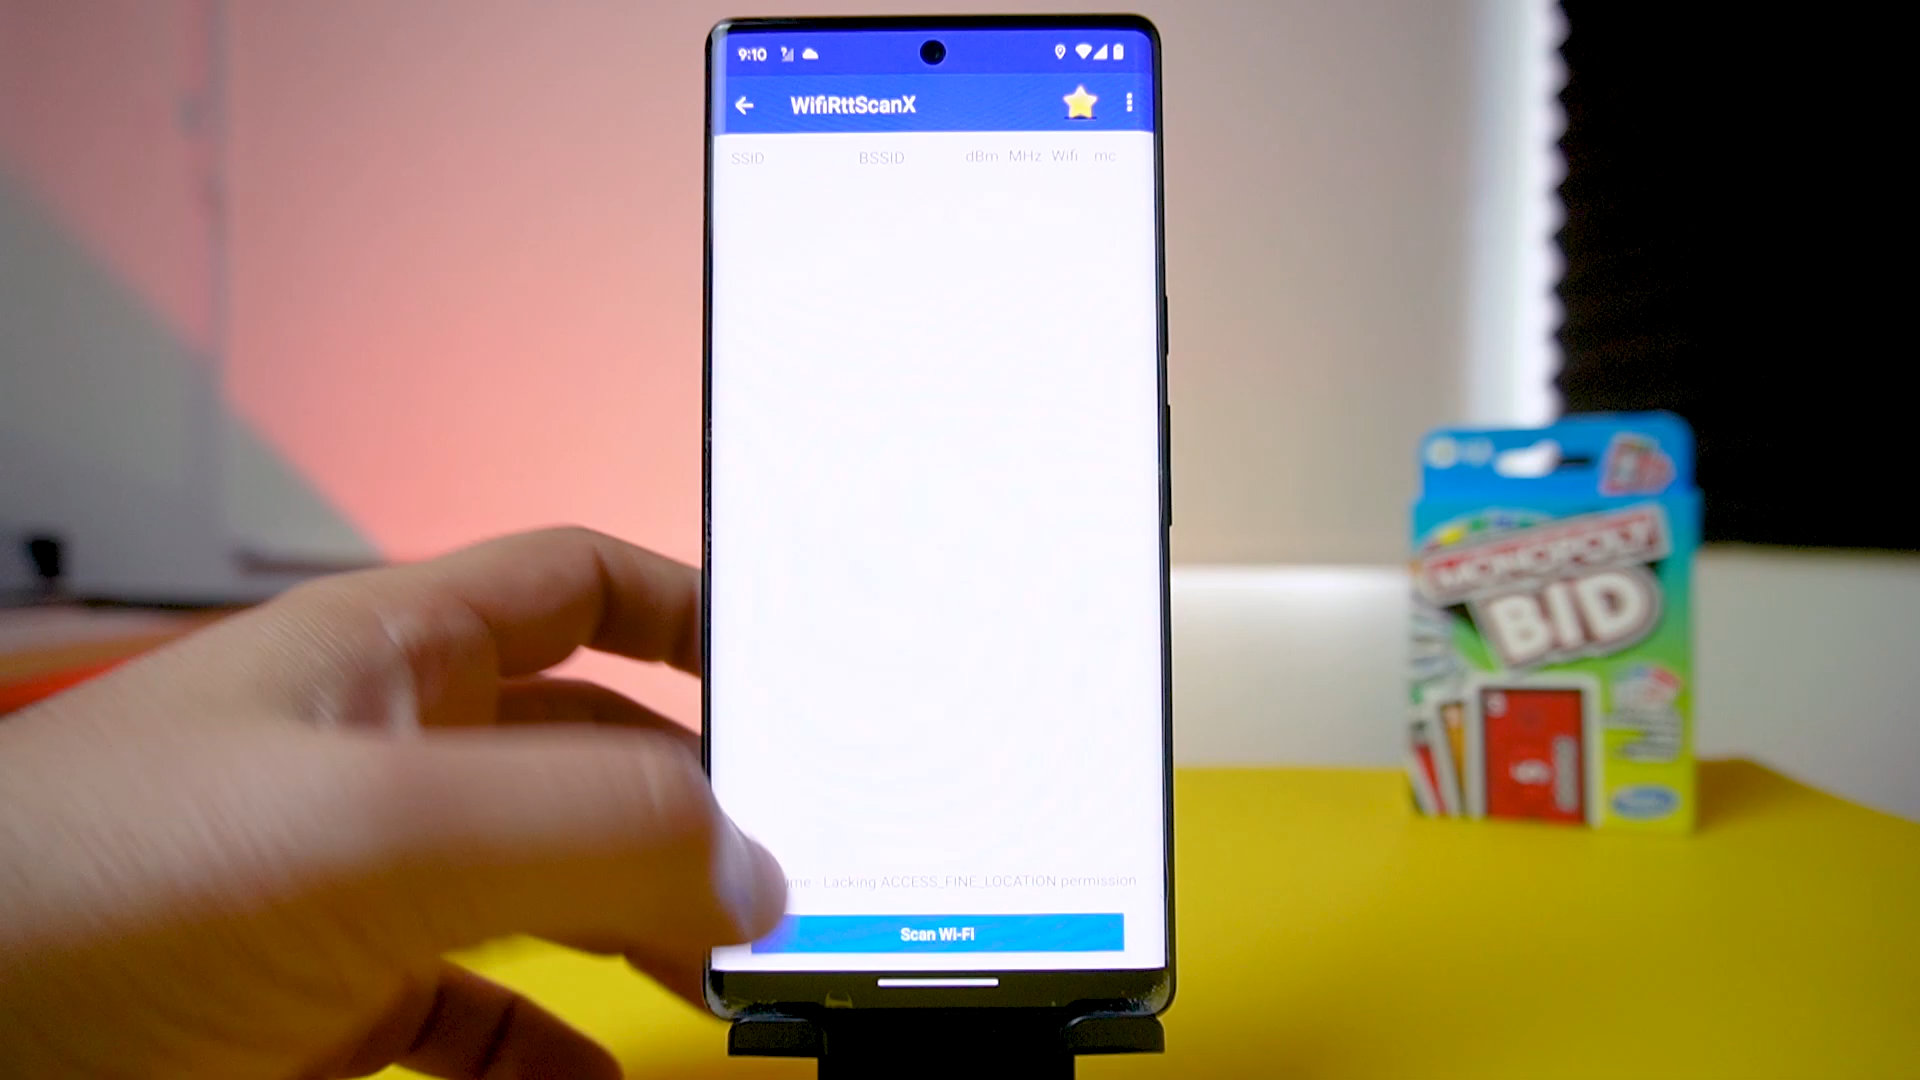 9:10
WifiRttScanX
SSID BSSID dBm MHz Wifi mc
- Lacking ACCESS_FINE_LOCATION permission
Scan Wi-Fi
MONOPOLY
BID